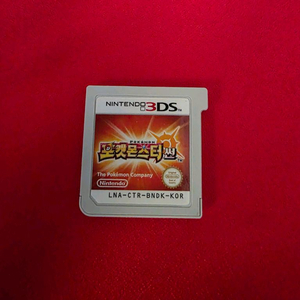 NINTENDO 3DS
포켓몬스터 썬
The Pokémon Company
Nintendo
LNA-CTR-BNDK-KOR